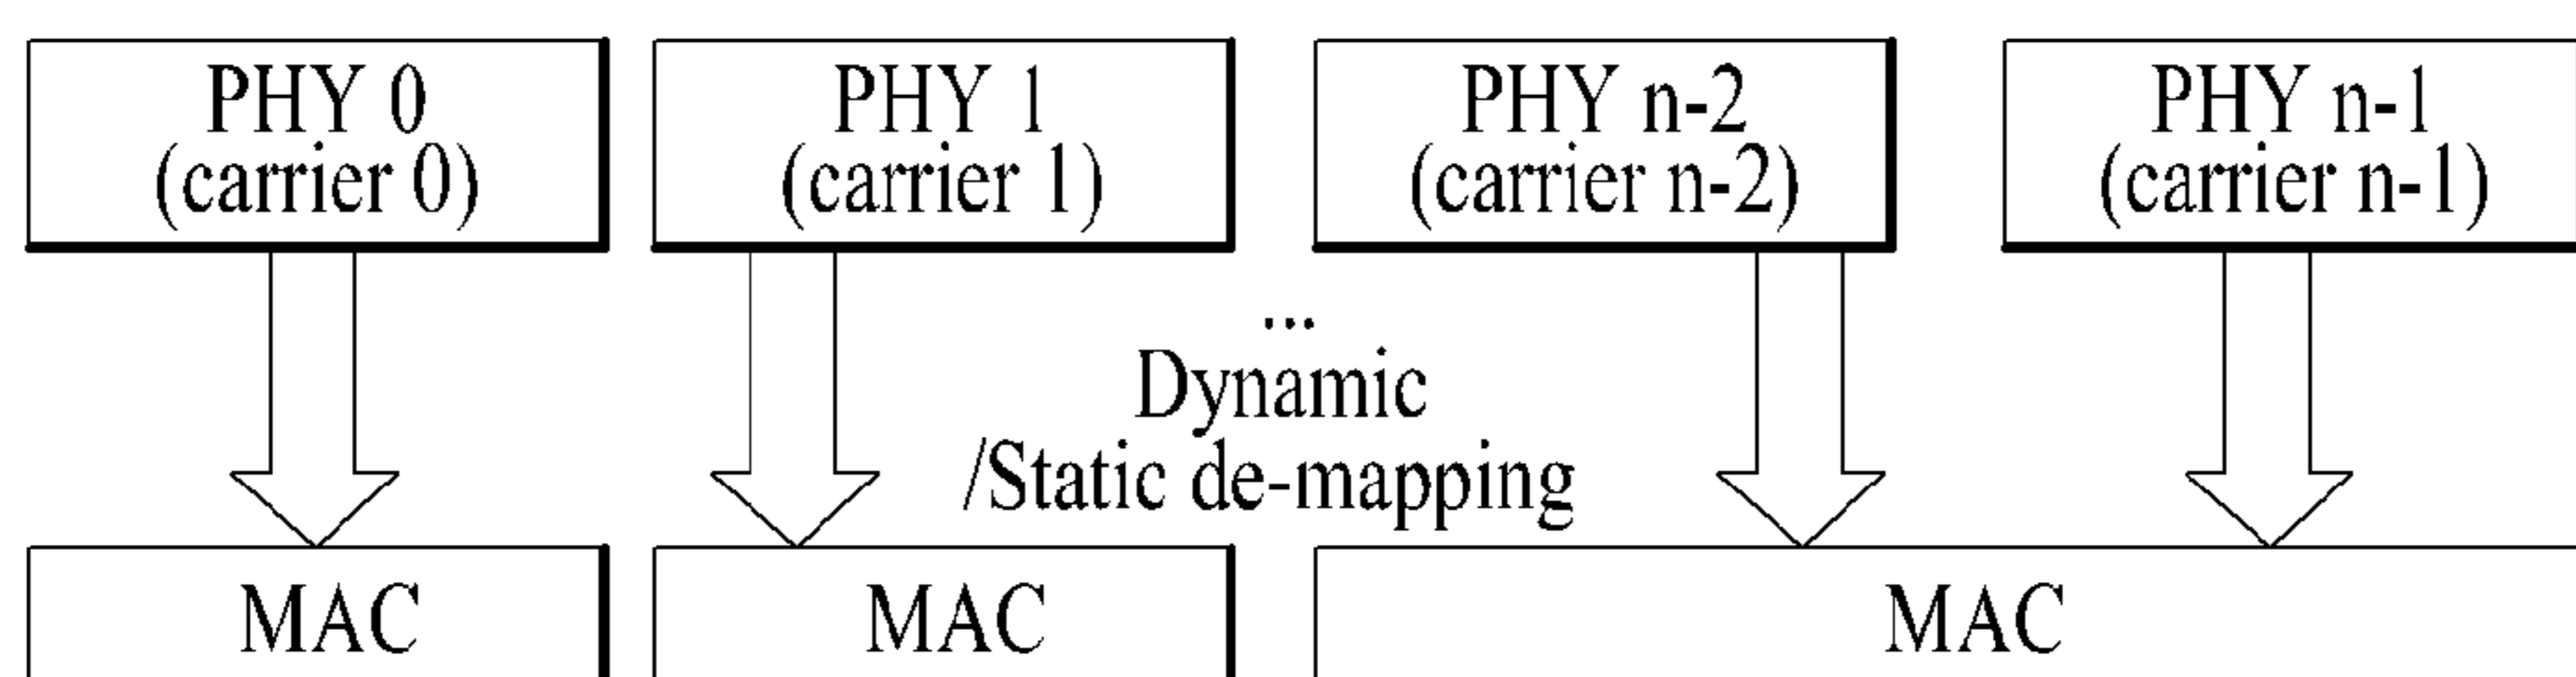 PHY 0
(carrier 0)
PHY 1
(carrier 1)
PHY n-2
(carrier n-2)
PHY n-1
(carrier n-1)
...
Dynamic
/Static de-mapping
MAC
MAC
MAC